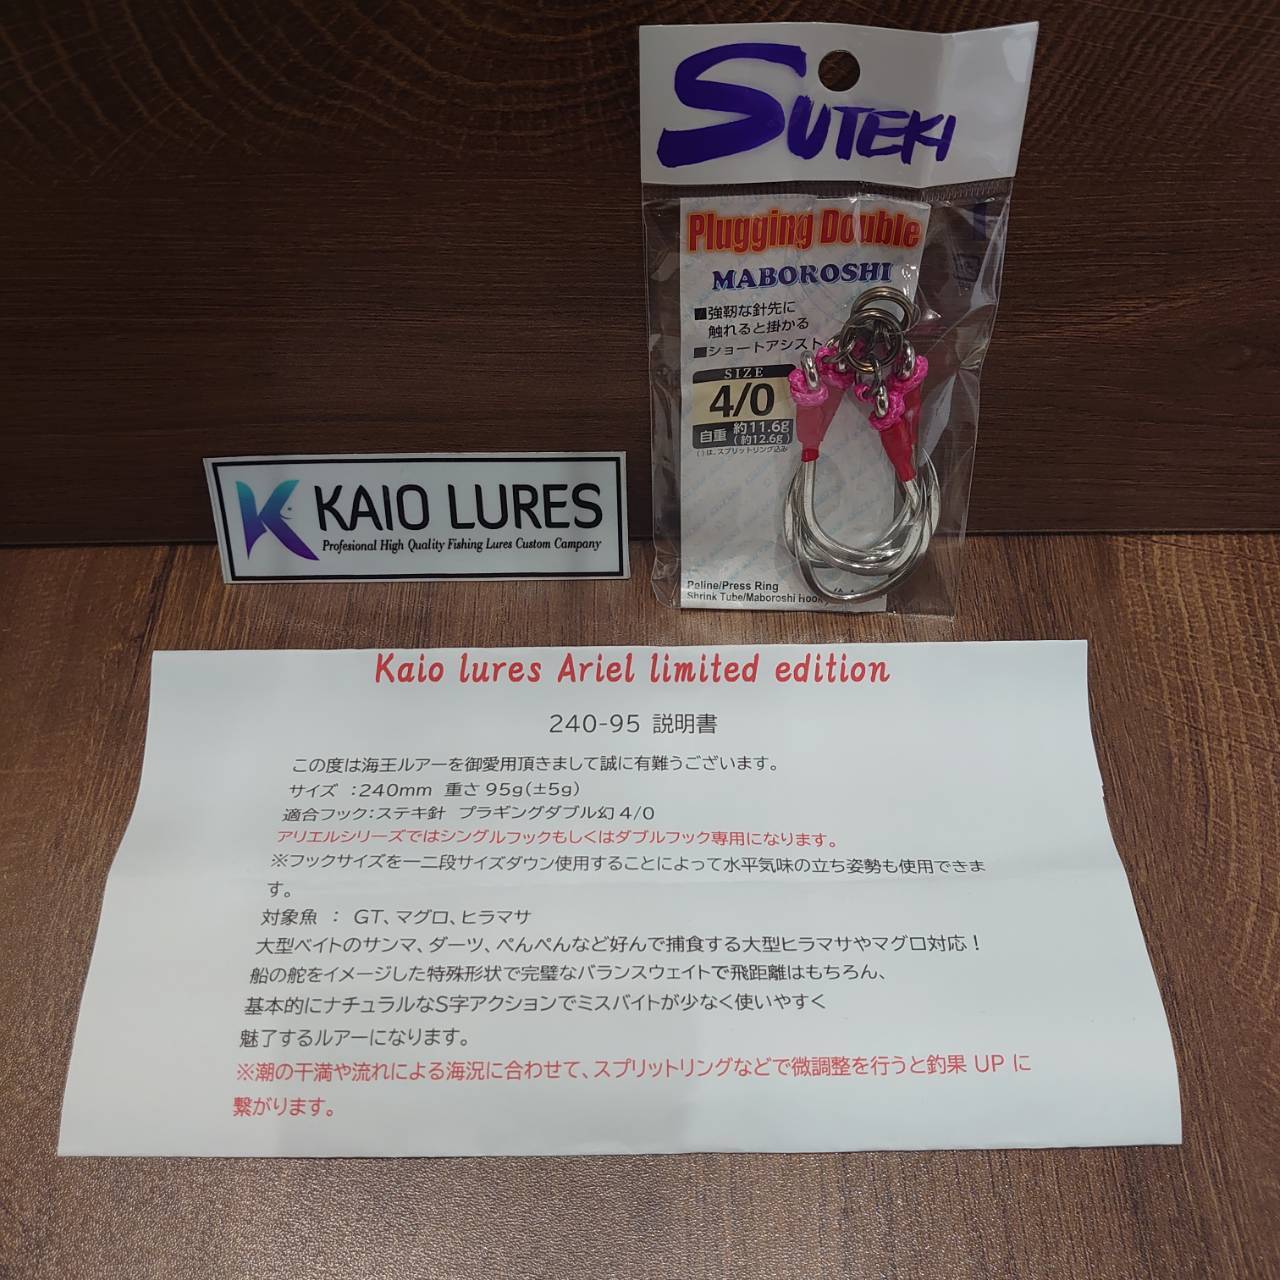 SUTEKI
Plugging Double
MABOROSHI
■強靭な針先に
触れると掛かる
■ショートアシスト
SIZE
4/0
自重 約11.6g
(約12.6g)
( )は、スプリットリング込み
Peline/Press Ring
Shrink Tube/Maboroshi Hook
KAIO LURES
Profesional High Quality Fishing Lures Custom Campany
Kaio lures Ariel limited edition
240-95 説明書
この度は海王ルアーを御愛用頂きまして誠に有難うございます。
サイズ ：240mm 重さ95g(±5g)
適合フック：ステキ針 プラギングダブル幻 4/0
アリエルシリーズではシングルフックもしくはダブルフック専用になります。
※フックサイズを一二段サイズダウン使用することによって水平気味の立ち姿勢も使用できま
す。
対象魚 ： GT、マグロ、ヒラマサ
大型ベイトのサンマ、ダーツ、ぺんぺんなど好んで捕食する大型ヒラマサやマグロ対応！
船の舵をイメージした特殊形状で完璧なバランスウェイトで飛距離はもちろん、
基本的にナチュラルなS字アクションでミスバイトが少なく使いやすく
魅了するルアーになります。
※潮の干満や流れによる海況に合わせて、スプリットリングなどで微調整を行うと釣果 UP に
繋がります。